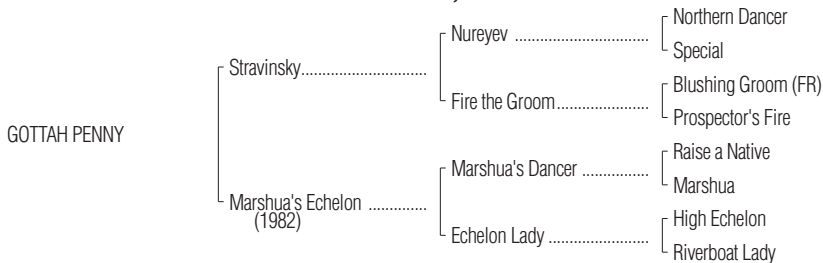 Northern Dancer
Nureyev ................................
Special
Stravinsky..............................
Blushing Groom (FR)
Fire the Groom......................
Prospector's Fire
GOTTAH PENNY
Raise a Native
Marshua's Dancer ................
Marshua
Marshua's Echelon ..............
(1982)
High Echelon
Echelon Lady ........................
Riverboat Lady